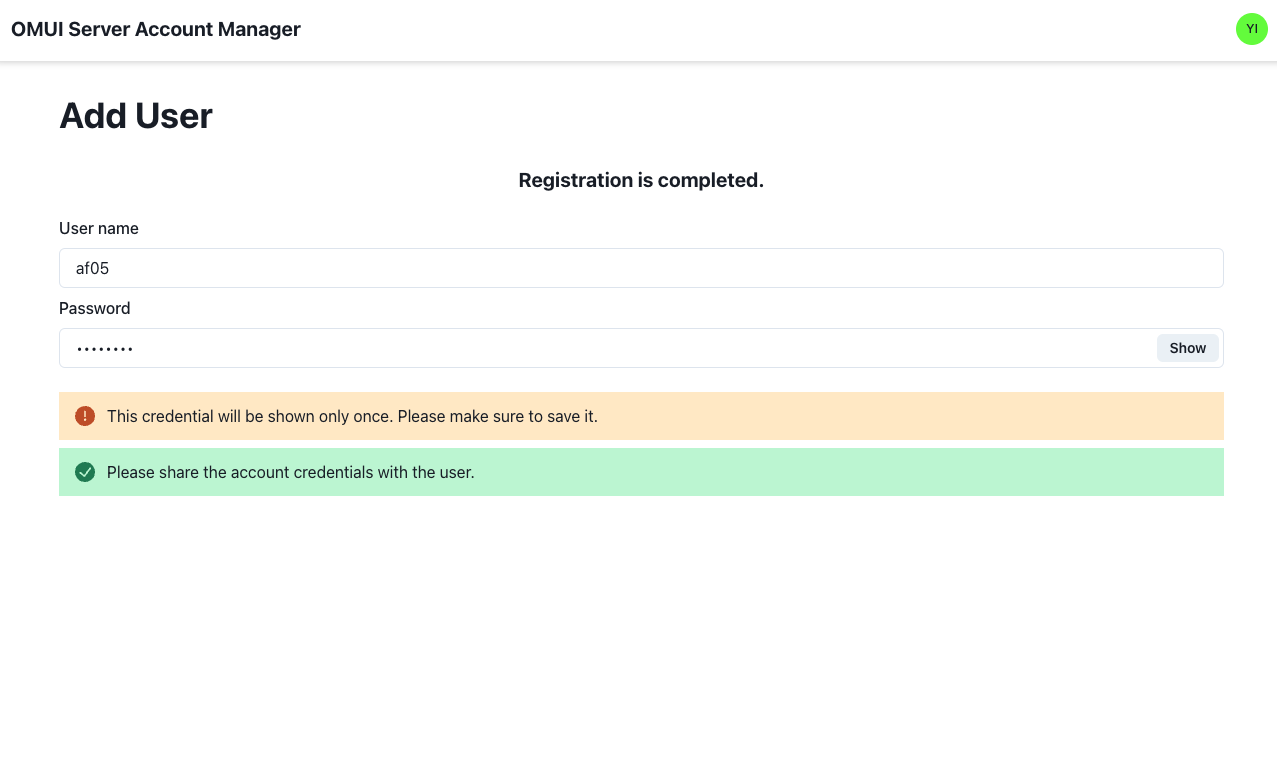 OMUI Server Account Manager
YI
Add User
Registration is completed.
User name
af05
Password
••••••••
Show
This credential will be shown only once. Please make sure to save it.
Please share the account credentials with the user.